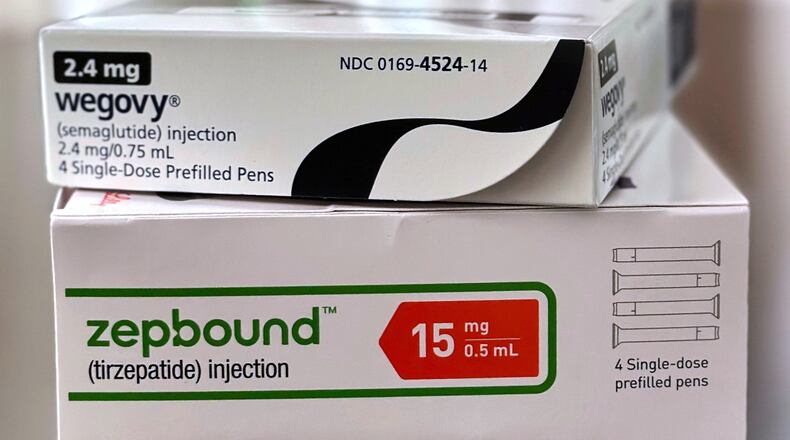 2.4 mg
NDC 0169-4524-14
wegovy®
(semaglutide) injection
2.4 mg/0.75 mL
4 Single-Dose Prefilled Pens
wegovy®
zepbound™
(tirzepatide) injection
15 mg
0.5 mL
4 Single-dose
prefilled pens